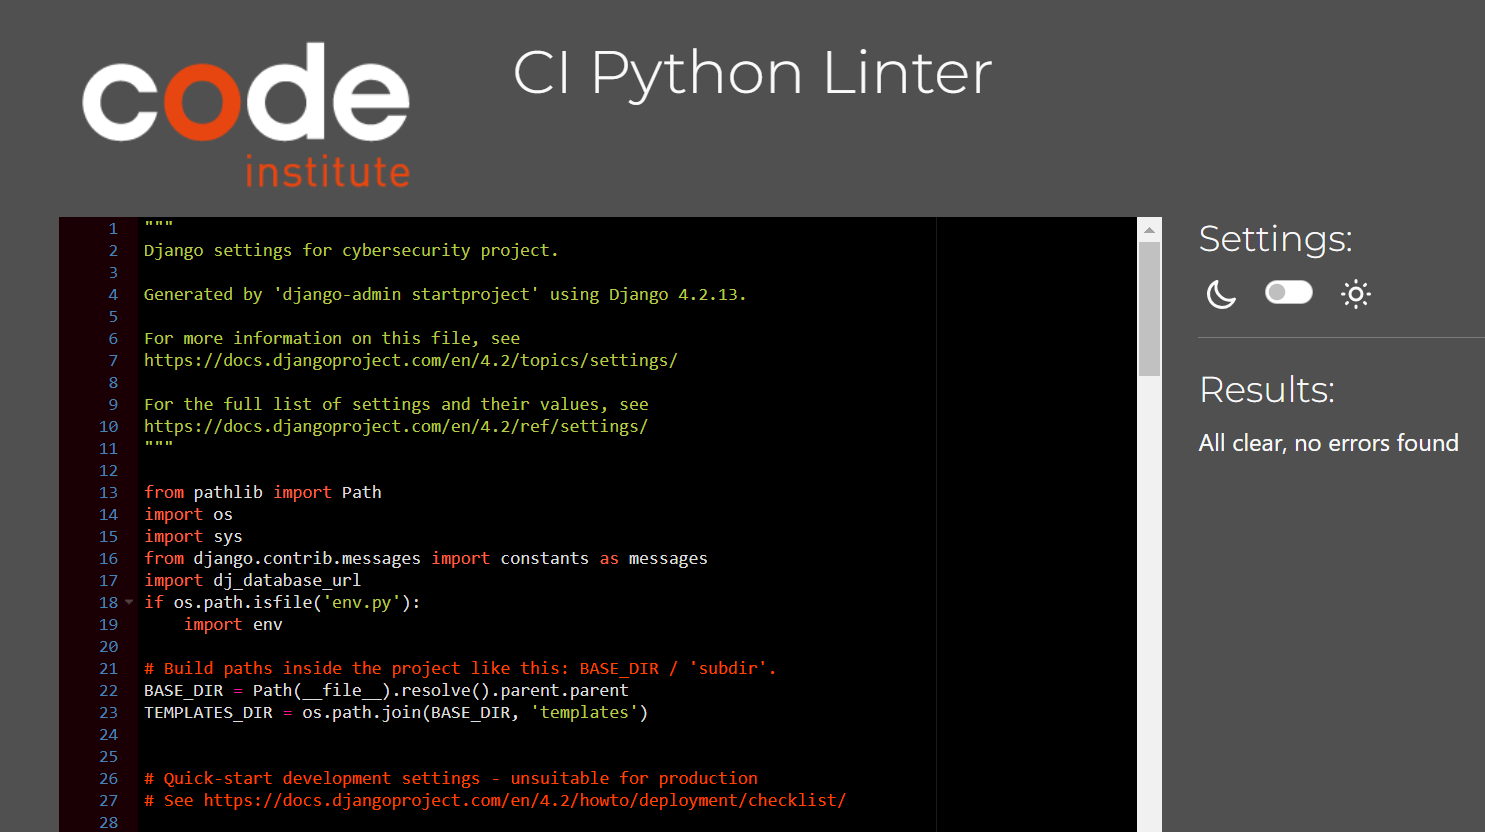 code
institute
CI Python Linter
1 """
2 Django settings for cybersecurity project.
3
4 Generated by 'django-admin startproject' using Django 4.2.13.
5
6 For more information on this file, see
7 https://docs.djangoproject.com/en/4.2/topics/settings/
8
9 For the full list of settings and their values, see
10 https://docs.djangoproject.com/en/4.2/ref/settings/
11 """
12
13 from pathlib import Path
14 import os
15 import sys
16 from django.contrib.messages import constants as messages
17 import dj_database_url
18 if os.path.isfile('env.py'):
19     import env
20
21 # Build paths inside the project like this: BASE_DIR / 'subdir'.
22 BASE_DIR = Path(__file__).resolve().parent.parent
23 TEMPLATES_DIR = os.path.join(BASE_DIR, 'templates')
24
25
26 # Quick-start development settings - unsuitable for production
27 # See https://docs.djangoproject.com/en/4.2/howto/deployment/checklist/
28
Settings:
Results:
All clear, no errors found